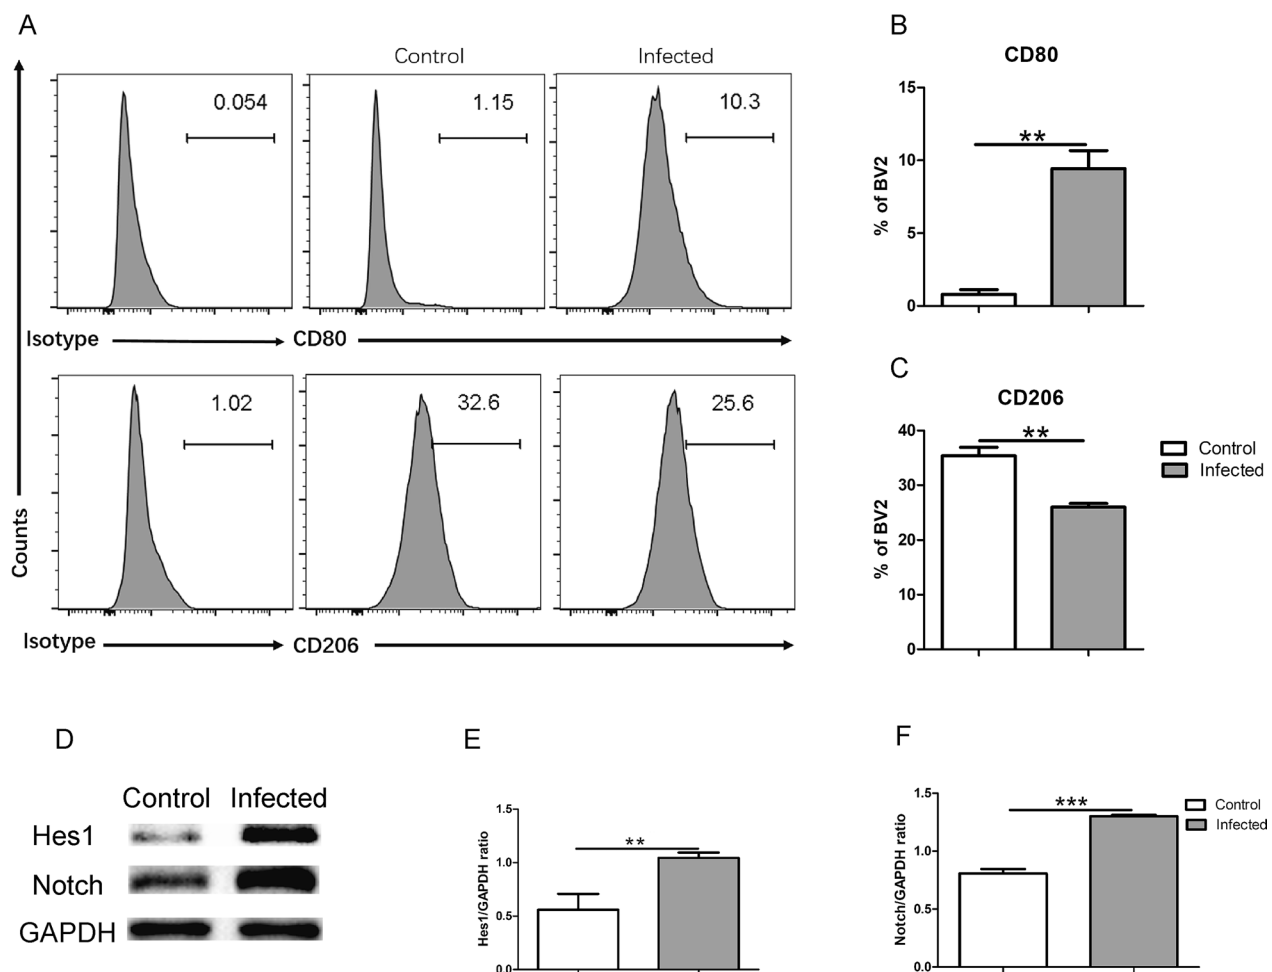 A
Control
Infected
0.054
1.15
10.3
Isotype
CD80
1.02
32.6
25.6
Isotype
CD206
Counts
B
CD80
15
10
5
0
% of BV2
**
C
CD206
40
30
20
10
0
% of BV2
**
Control
Infected
D
Control Infected
Hes1
Notch
GAPDH
E
1.5
1.0
0.5
0.0
Hes1/GAPDH ratio
**
F
1.5
1.0
0.5
0.0
Notch/GAPDH ratio
***
Control
Infected